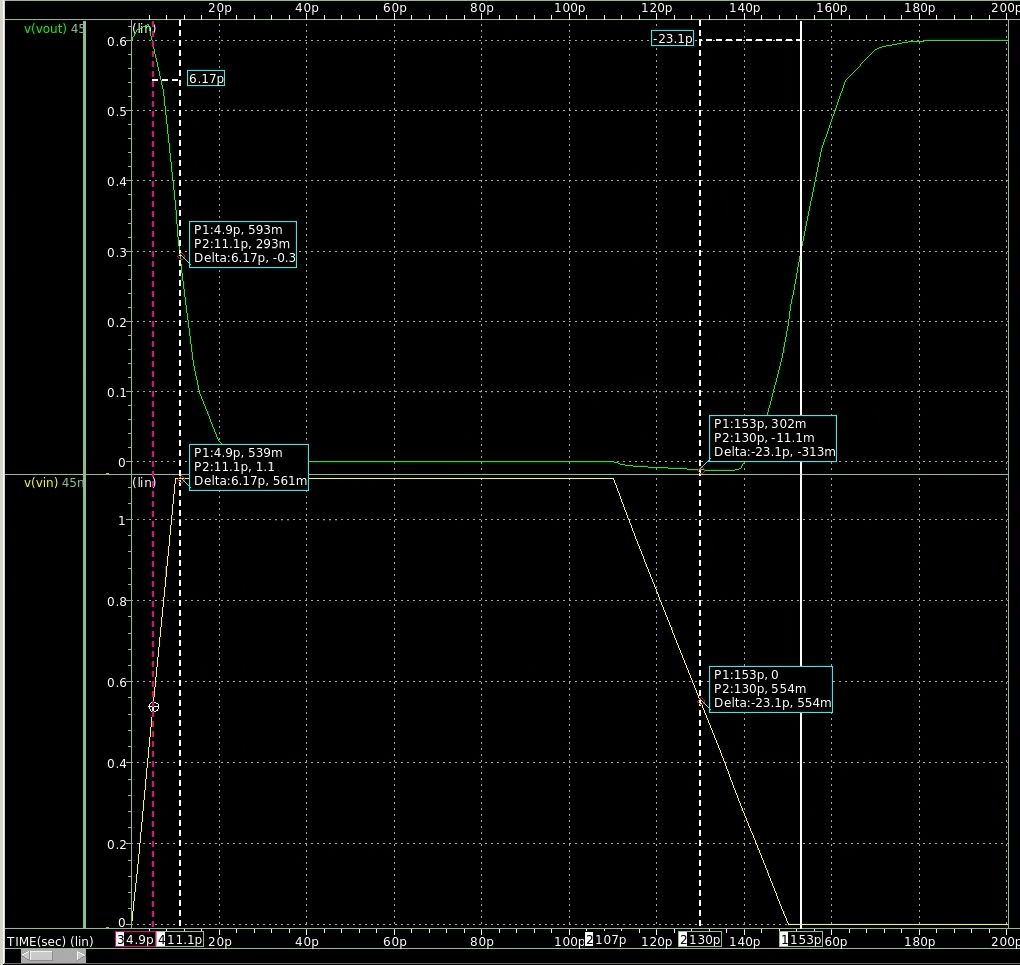 20p 40p 60p 80p 100p 120p 140p 160p 180p 200p
v(vout) 45
(lin)
0.6
-23.1p
6.17p
0.5
0.4
P1:4.9p, 593m
P2:11.1p, 293m
Delta:6.17p, -0.3
0.3
0.2
0.1
P1:153p, 302m
P2:130p, -11.1m
Delta:-23.1p, -313m
P1:4.9p, 539m
P2:11.1p, 1.1
Delta:6.17p, 561m
0
v(vin) 45n
(lin)
1
0.8
0.6
P1:153p, 0
P2:130p, 554m
Delta:-23.1p, 554m
0.4
0.2
0
TIME(sec) (lin)
3 4.9p 4 11.1p 20p 40p 60p 80p 100p 2 107p 120p 2 130p 140p 1 153p 60p 180p 200p